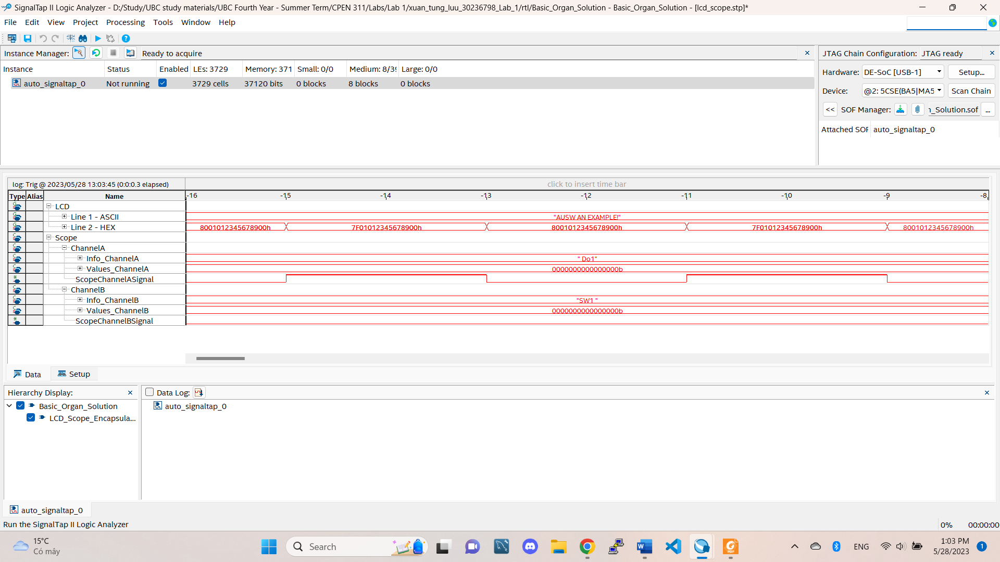 SignalTap II Logic Analyzer - D:/Study/UBC study materials/UBC Fourth Year - Summer Term/CPEN 311/Labs/Lab 1/xuan_tung_luu_30236798_Lab_1/rtl/Basic_Organ_Solution - Basic_Organ_Solution - [lcd_scope.stp]*
File Edit View Project Processing Tools Window Help
Instance Manager: Ready to acquire
Instance Status Enabled LEs: 3729 Memory: 371 Small: 0/0 Medium: 8/39 Large: 0/0
auto_signaltap_0 Not running 3729 cells 37120 bits 0 blocks 8 blocks 0 blocks
JTAG Chain Configuration: JTAG ready
Hardware: DE-SoC [USB-1] Setup...
Device: @2: 5CSE(BA5|MA5 Scan Chain
<< SOF Manager: n_Solution.sof ...
Attached SOF auto_signaltap_0
log: Trig @ 2023/05/28 13:03:45 (0:0:0.3 elapsed) click to insert time bar
Type Alias Name -16 -15 -14 -13 -12 -11 -10 -9 -8
LCD
Line 1 - ASCII "AUSW AN EXAMPLE!"
Line 2 - HEX 8001012345678900h 7F01012345678900h 8001012345678900h 7F01012345678900h 8001012345678900h
Scope
ChannelA
Info_ChannelA " Do1"
Values_ChannelA 0000000000000000b
ScopeChannelASignal
ChannelB
Info_ChannelB "SW1 "
Values_ChannelB 0000000000000000b
ScopeChannelBSignal
Data Setup
Hierarchy Display:
Basic_Organ_Solution
LCD_Scope_Encapsula...
Data Log:
auto_signaltap_0
auto_signaltap_0
Run the SignalTap II Logic Analyzer 0% 00:00:00
15°C
Có mây
Search
ENG
1:03 PM
5/28/2023
1